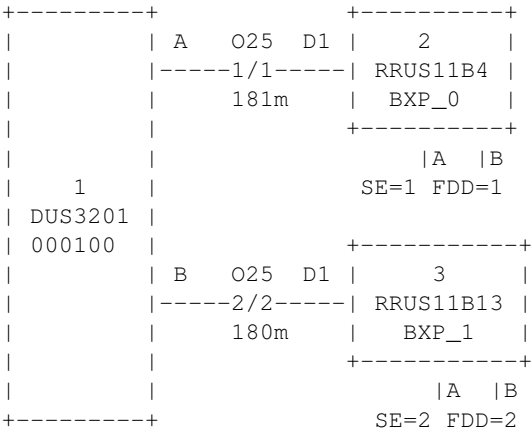 A O25 D1 2
1/1 RRUS11B4
181m BXP_0
A B
1 SE=1 FDD=1
DUS3201
000100
B O25 D1 3
2/2 RRUS11B13
180m BXP_1
A B
SE=2 FDD=2